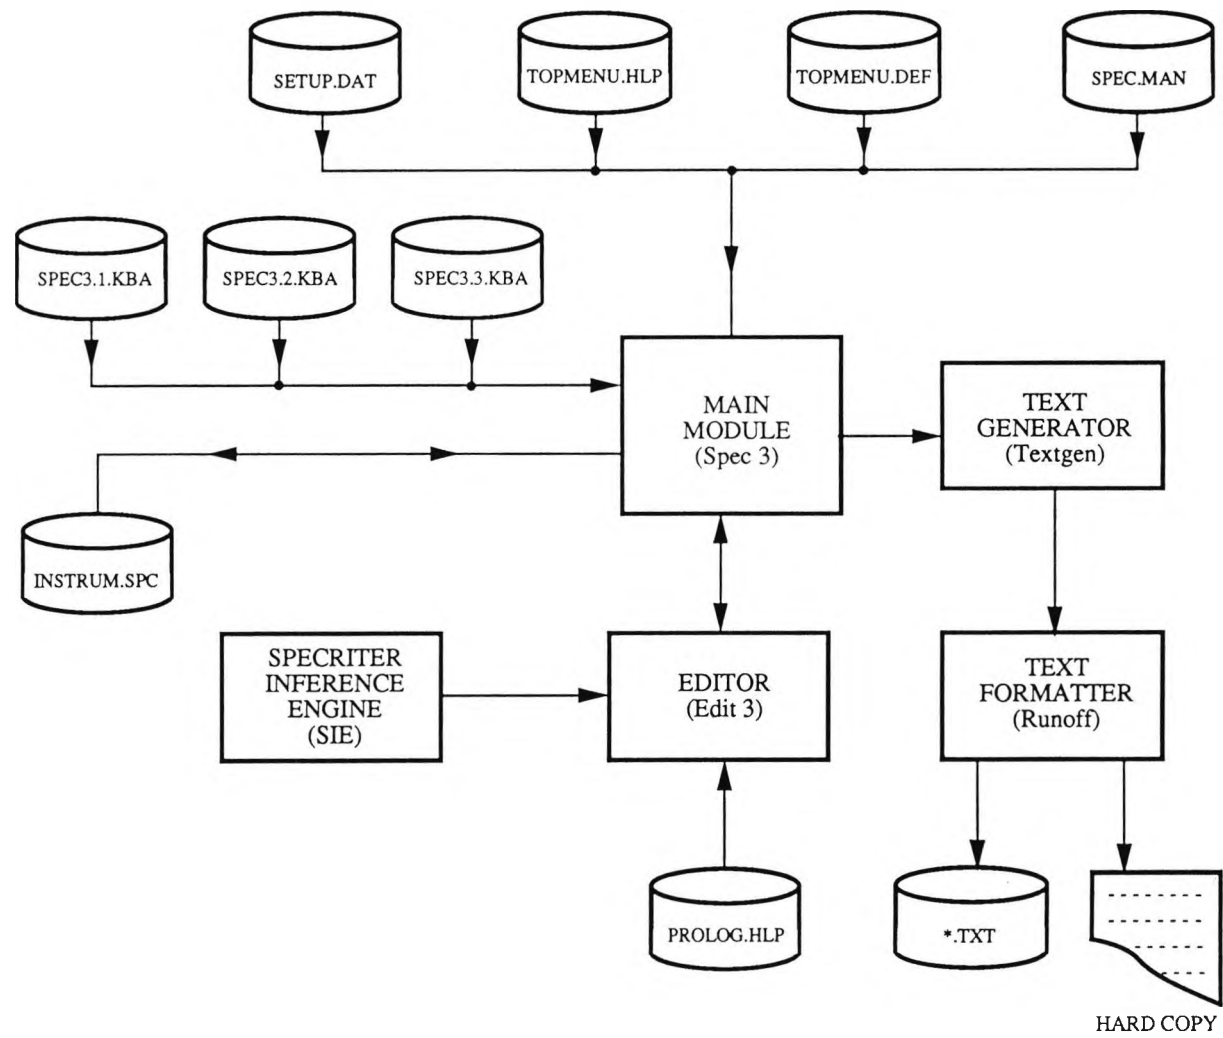 SETUP.DAT
TOPMENU.HLP
TOPMENU.DEF
SPEC.MAN
SPEC3.1.KBA
SPEC3.2.KBA
SPEC3.3.KBA
MAIN
MODULE
(Spec 3)
TEXT
GENERATOR
(Textgen)
INSTRUM.SPC
SPECRITER
INFERENCE
ENGINE
(SIE)
EDITOR
(Edit 3)
TEXT
FORMATTER
(Runoff)
PROLOG.HLP
*.TXT
HARD COPY